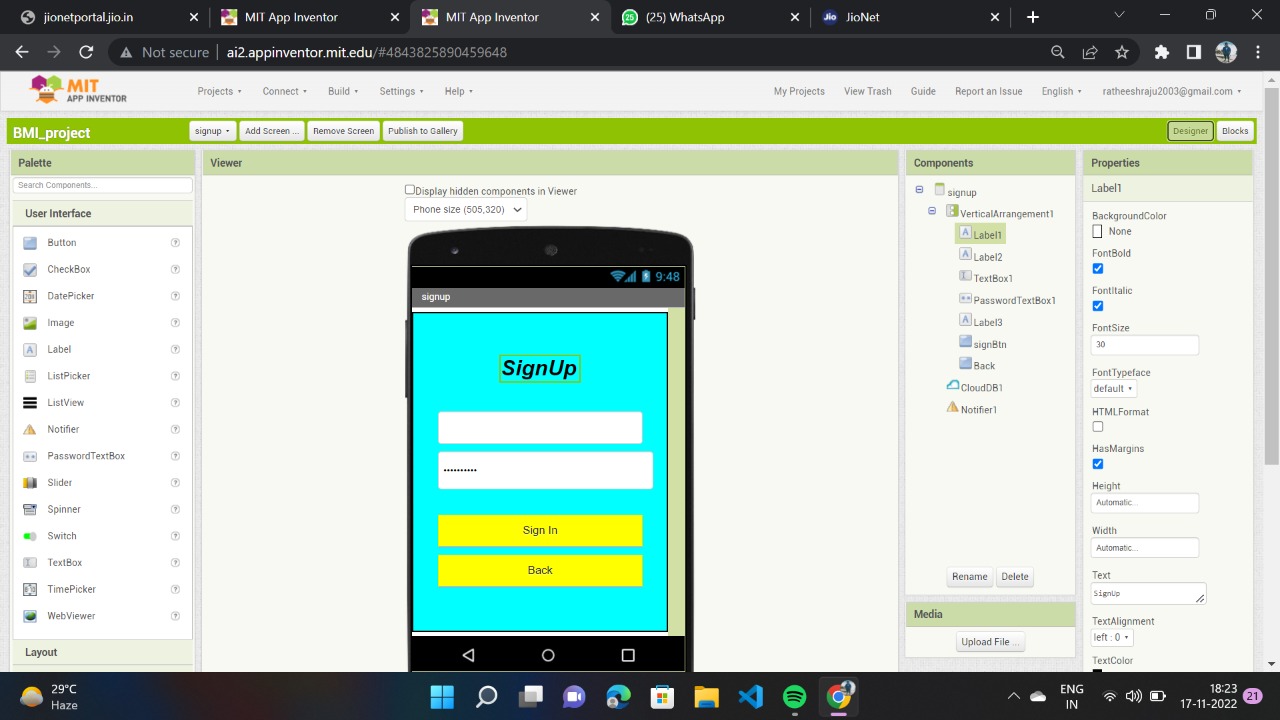 jionetportal.jio.in
MIT App Inventor
MIT App Inventor
25
(25) WhatsApp
Jio
JioNet
Not secure
ai2.appinventor.mit.edu/#4843825890459648
MIT
APP INVENTOR
Projects
Connect
Build
Settings
Help
My Projects
View Trash
Guide
Report an Issue
English
ratheeshraju2003@gmail.com
BMI_project
signup
Add Screen ...
Remove Screen
Publish to Gallery
Designer
Blocks
Palette
Search Components...
User Interface
Button
CheckBox
DatePicker
Image
Label
ListPicker
ListView
Notifier
PasswordTextBox
Slider
Spinner
Switch
TextBox
TimePicker
WebViewer
Layout
Viewer
Display hidden components in Viewer
Phone size (505,320)
9:48
signup
SignUp
••••••••••
Sign In
Back
Components
signup
VerticalArrangement1
Label1
Label2
TextBox1
PasswordTextBox1
Label3
signBtn
Back
CloudDB1
Notifier1
Rename
Delete
Media
Upload File ...
Properties
Label1
BackgroundColor
None
FontBold
FontItalic
FontSize
30
FontTypeface
default
HTMLFormat
HasMargins
Height
Automatic...
Width
Automatic...
Text
SignUp
TextAlignment
left : 0
TextColor
29°C
Haze
ENG
IN
18:23
17-11-2022
21